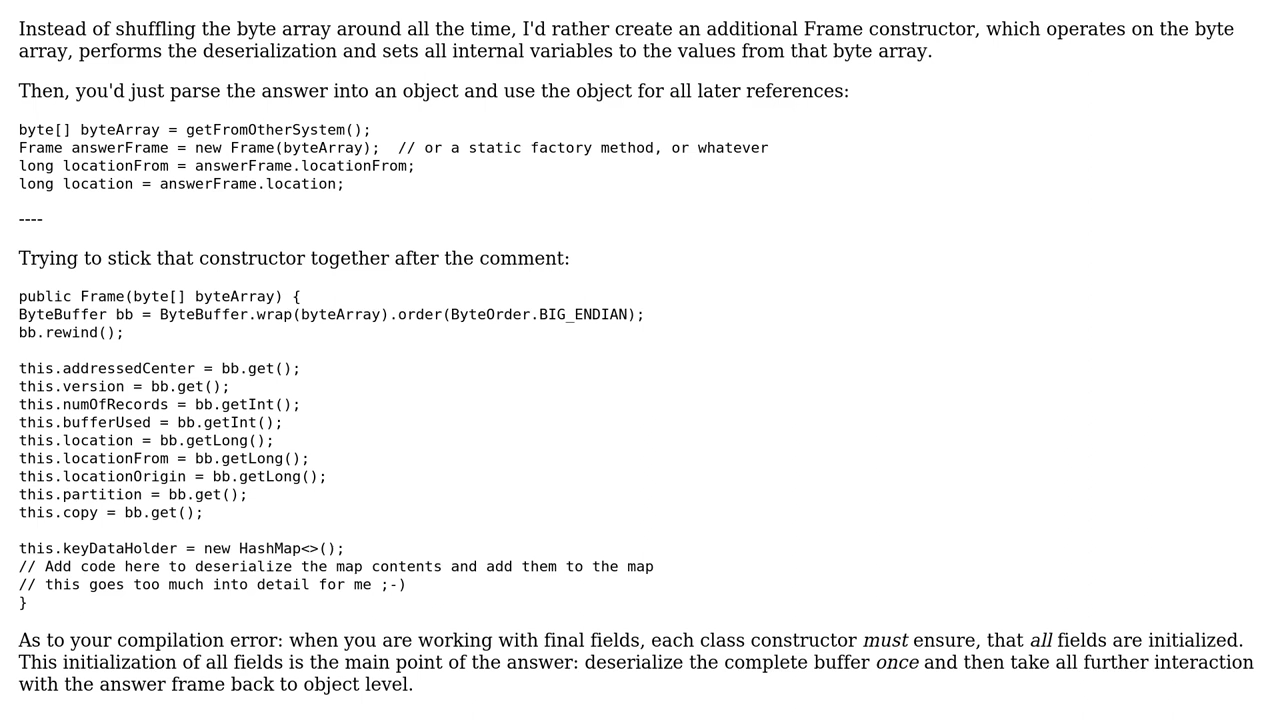 Instead of shuffling the byte array around all the time, I'd rather create an additional Frame constructor, which operates on the byte
array, performs the deserialization and sets all internal variables to the values from that byte array.
Then, you'd just parse the answer into an object and use the object for all later references:
byte[] byteArray = getFromOtherSystem();
Frame answerFrame = new Frame(byteArray);  // or a static factory method, or whatever
long locationFrom = answerFrame.locationFrom;
long location = answerFrame.location;
----
Trying to stick that constructor together after the comment:
public Frame(byte[] byteArray) {
ByteBuffer bb = ByteBuffer.wrap(byteArray).order(ByteOrder.BIG_ENDIAN);
bb.rewind();
this.addressedCenter = bb.get();
this.version = bb.get();
this.numOfRecords = bb.getInt();
this.bufferUsed = bb.getInt();
this.location = bb.getLong();
this.locationFrom = bb.getLong();
this.locationOrigin = bb.getLong();
this.partition = bb.get();
this.copy = bb.get();
this.keyDataHolder = new HashMap<>();
// Add code here to deserialize the map contents and add them to the map
// this goes too much into detail for me ;-)
}
As to your compilation error: when you are working with final fields, each class constructor must ensure, that all fields are initialized.
This initialization of all fields is the main point of the answer: deserialize the complete buffer once and then take all further interaction
with the answer frame back to object level.